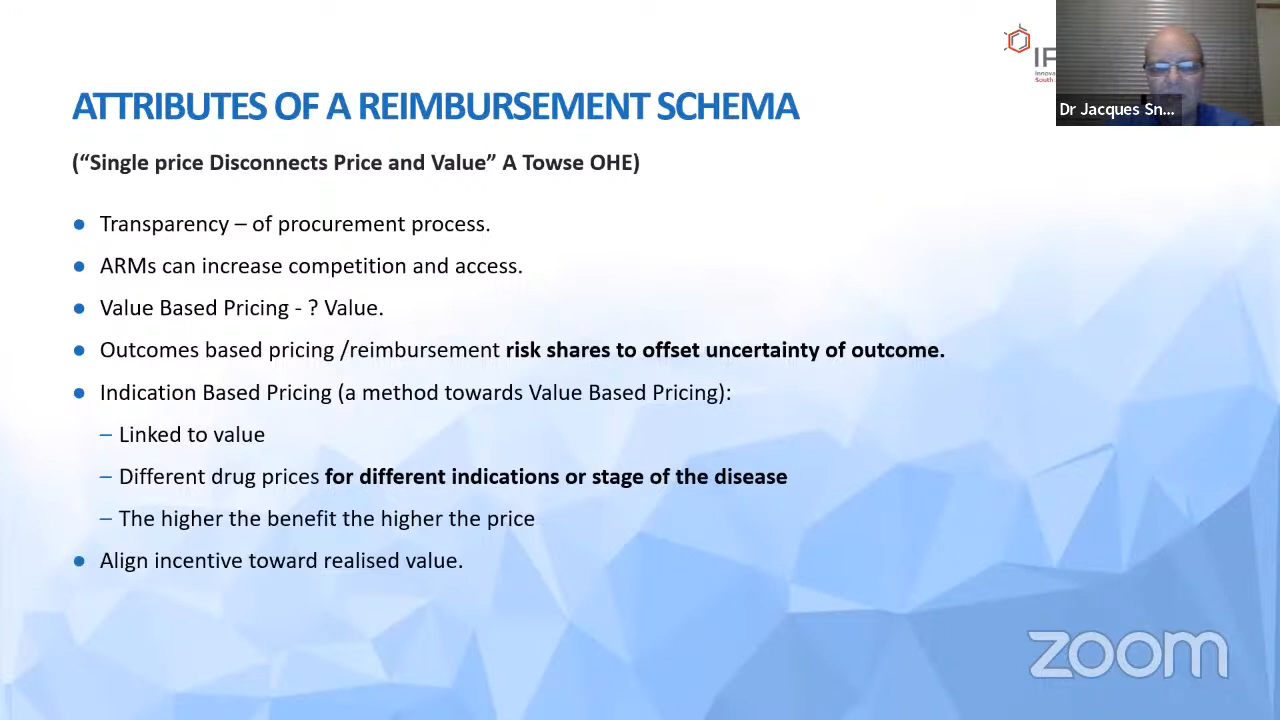 IP
Innova
South
Dr Jacques Sn...
ATTRIBUTES OF A REIMBURSEMENT SCHEMA
(“Single price Disconnects Price and Value” A Towse OHE)
● Transparency – of procurement process.
● ARMs can increase competition and access.
● Value Based Pricing - ? Value.
● Outcomes based pricing /reimbursement risk shares to offset uncertainty of outcome.
● Indication Based Pricing (a method towards Value Based Pricing):
– Linked to value
– Different drug prices for different indications or stage of the disease
– The higher the benefit the higher the price
● Align incentive toward realised value.
zoom